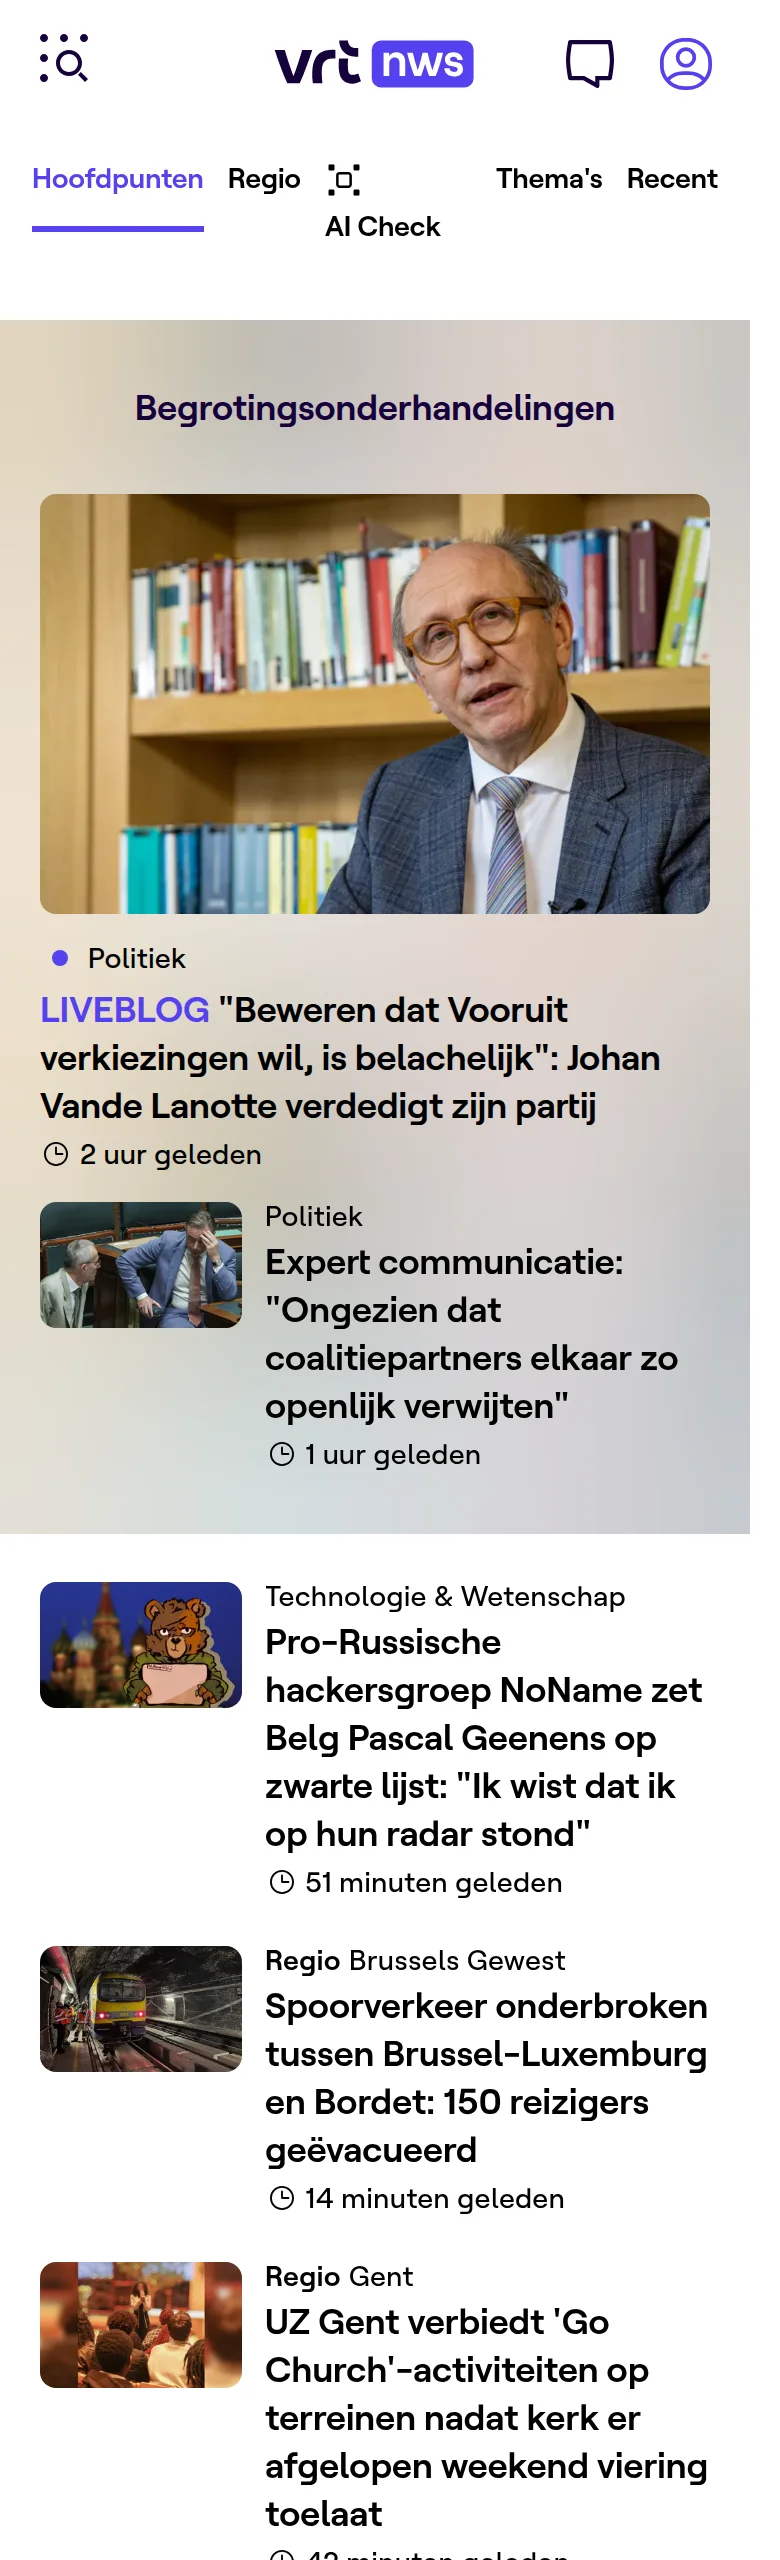 vrt nws
Hoofdpunten Regio AI Check Thema's Recent
Begrotingsonderhandelingen
Politiek
LIVEBLOG "Beweren dat Vooruit
verkiezingen wil, is belachelijk": Johan
Vande Lanotte verdedigt zijn partij
2 uur geleden
Politiek
Expert communicatie:
"Ongezien dat
coalitiepartners elkaar zo
openlijk verwijten"
1 uur geleden
Technologie & Wetenschap
Pro-Russische
hackersgroep NoName zet
Belg Pascal Geenens op
zwarte lijst: "Ik wist dat ik
op hun radar stond"
51 minuten geleden
Regio Brussels Gewest
Spoorverkeer onderbroken
tussen Brussel-Luxemburg
en Bordet: 150 reizigers
geëvacueerd
14 minuten geleden
Regio Gent
UZ Gent verbiedt 'Go
Church'-activiteiten op
terreinen nadat kerk er
afgelopen weekend viering
toelaat
minuten geleden